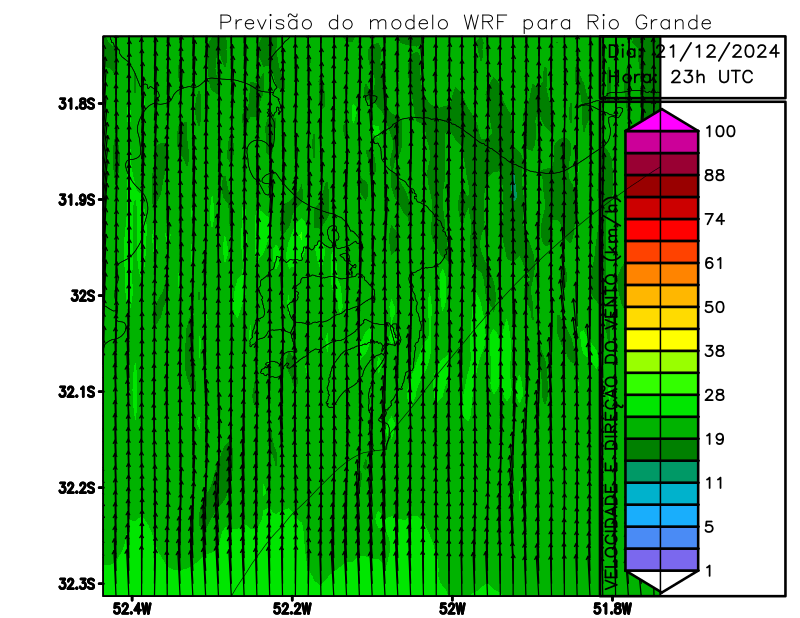 Previsão do modelo WRF para Rio Grande
Dia: 21/12/2024
Hora: 23h UTC
VELOCIDADE E DIREÇÃO DO VENTO (km/h)
100
88
74
61
50
38
28
19
11
5
1
31.8S
31.9S
32S
32.1S
32.2S
32.3S
52.4W
52.2W
52W
51.8W